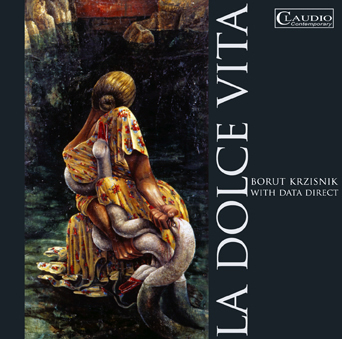 CLAUDIO
Contemporary
LA DOLCE VITA
BORUT KRZISNIK
WITH DATA DIRECT